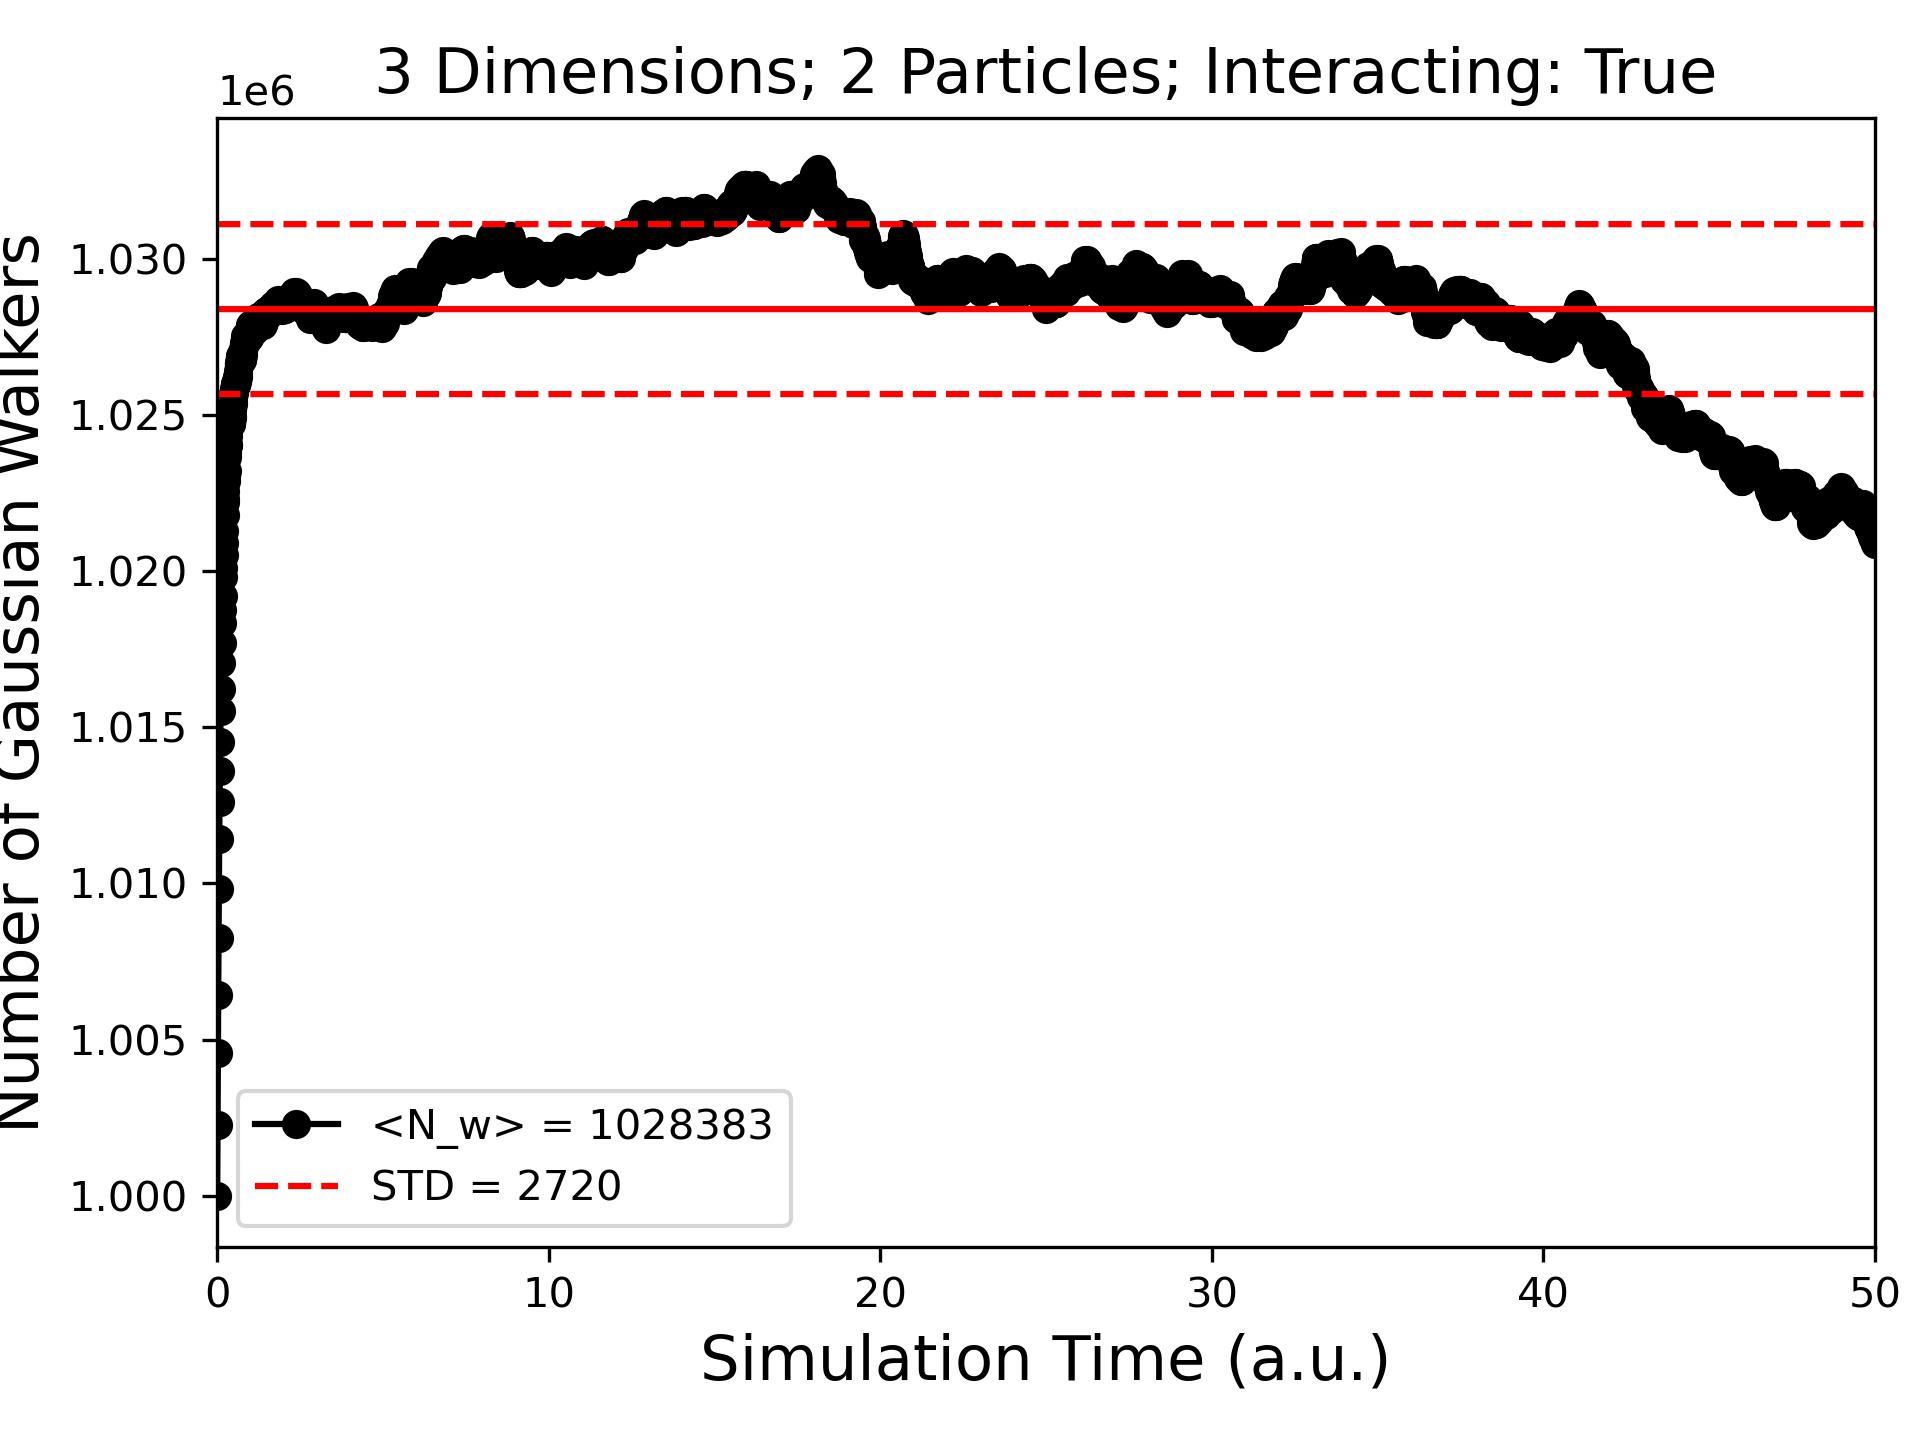 3 Dimensions; 2 Particles; Interacting: True
1e6
Number of Gaussian Walkers
1.030
1.025
1.020
1.015
1.010
1.005
1.000
<N_w> = 1028383
STD = 2720
0 10 20 30 40 50
Simulation Time (a.u.)